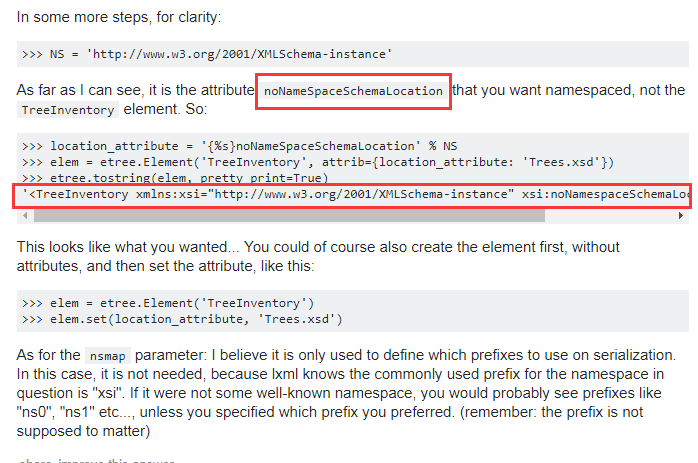 In some more steps, for clarity:
>>> NS = 'http://www.w3.org/2001/XMLSchema-instance'
As far as I can see, it is the attribute noNameSpaceSchemaLocation that you want namespaced, not the
TreeInventory element. So:
>>> location_attribute = '{%s}noNameSpaceSchemaLocation' % NS
>>> elem = etree.Element('TreeInventory', attrib={location_attribute: 'Trees.xsd'})
>>> etree.tostring(elem, pretty_print=True)
'<TreeInventory xmlns:xsi="http://www.w3.org/2001/XMLSchema-instance" xsi:noNamespaceSchemaLoc
This looks like what you wanted... You could of course also create the element first, without
attributes, and then set the attribute, like this:
>>> elem = etree.Element('TreeInventory')
>>> elem.set(location_attribute, 'Trees.xsd')
As for the nsmap parameter: I believe it is only used to define which prefixes to use on serialization.
In this case, it is not needed, because lxml knows the commonly used prefix for the namespace in
question is "xsi". If it were not some well-known namespace, you would probably see prefixes like
"ns0", "ns1" etc..., unless you specified which prefix you preferred. (remember: the prefix is not
supposed to matter)